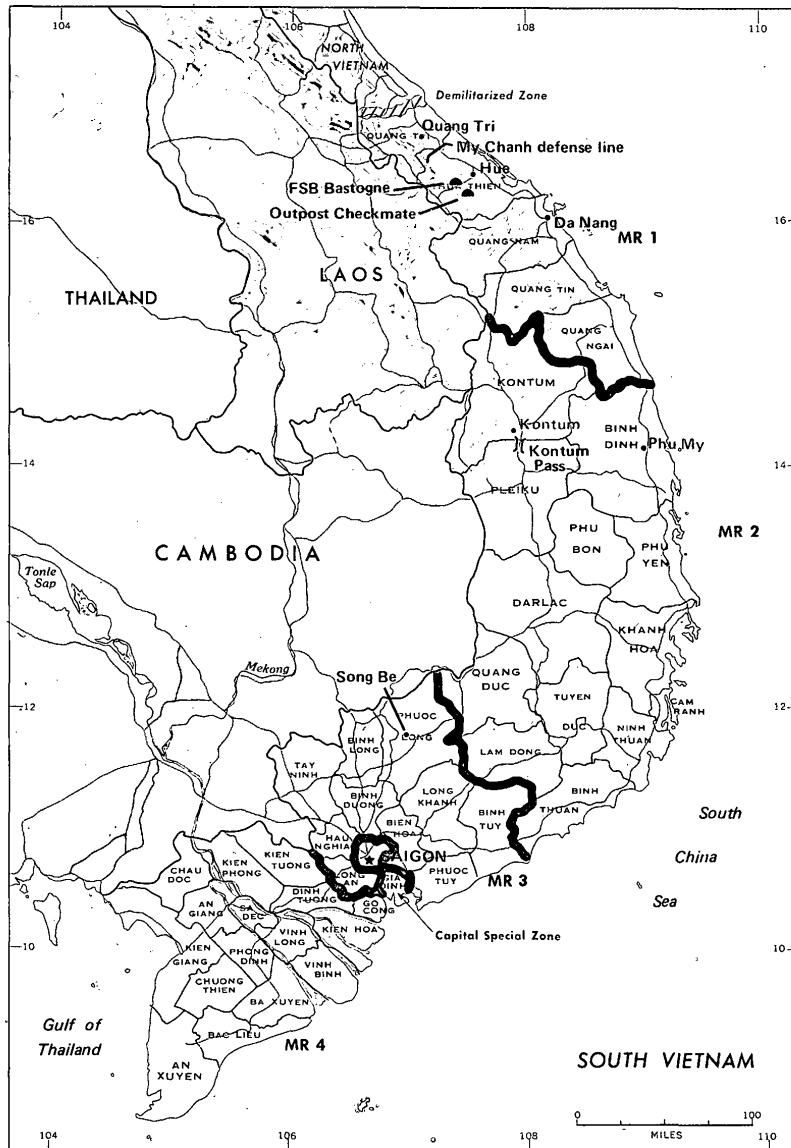 104
106
108
110
NORTH
VIETNAM
Demilitarized Zone
Quang Tri
QUANG TRI
My Chanh defense line
Hue
FSB Bastogne
THUA THIEN
Outpost Checkmate
16
Da Nang
16
MR 1
QUANG NAM
LAOS
THAILAND
QUANG TIN
QUANG
NGAI
KONTUM
Kontum
BINH
DINH
Phu My
Kontum
Pass
14
14
PLEIKU
PHU
BON
PHU
YEN
MR 2
CAMBODIA
Tonle
Sap
DARLAC
KHANH
HOA
Mekong
Song Be
QUANG
DUC
TUYEN
DUC
CAM
RANH
12
12
PHUOC
LONG
NINH
THUAN
BINH
LONG
LAM DONG
TAY
NINH
BINH
DUONG
LONG
KHANH
BINH
THUAN
BINH
TUY
South
China
Sea
BIEN
HOA
HAU
NGHIA
SAIGON
KIEN
TUONG
KIEN
PHONG
CHAU
DOC
LONG
AN
GIA
DINH
PHUOC
TUY
MR 3
DINH
TUONG
GO
CONG
AN
GIANG
SA
DEC
Capital Special Zone
VINH
LONG
KIEN HOA
10
10
KIEN
GIANG
PHONG
DINH
VINH
BINH
CHUONG
THIEN
BA XUYEN
Gulf of
Thailand
BAC LIEU
MR 4
AN
XUYEN
SOUTH VIETNAM
0
100
MILES
104
106
108
110